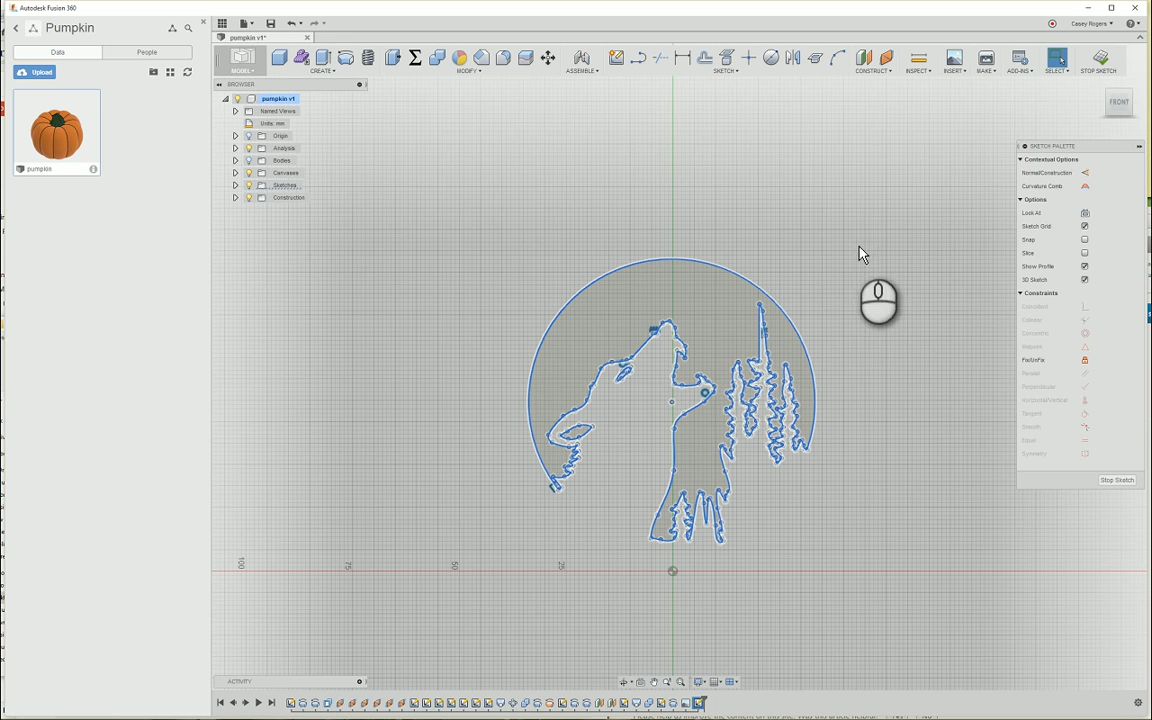 Autodesk Fusion 360
Pumpkin
Data
People
Upload
pumpkin
pumpkin v1*
Casey Rogers
MODEL
CREATE
MODIFY
ASSEMBLE
SKETCH
CONSTRUCT
INSPECT
INSERT
MAKE
ADD-INS
SELECT
STOP SKETCH
BROWSER
pumpkin v1
Named Views
Units: mm
Origin
Analysis
Bodies
Canvases
Sketches
Construction
FRONT
SKETCH PALETTE
Contextual Options
Normal/Construction
Curvature Comb
Options
Look At
Sketch Grid
Snap
Slice
Show Profile
3D Sketch
Constraints
Coincident
Collinear
Concentric
Midpoint
Fix/UnFix
Parallel
Perpendicular
Horizontal/Vertical
Tangent
Smooth
Equal
Symmetry
Stop Sketch
100
75
50
25
ACTIVITY